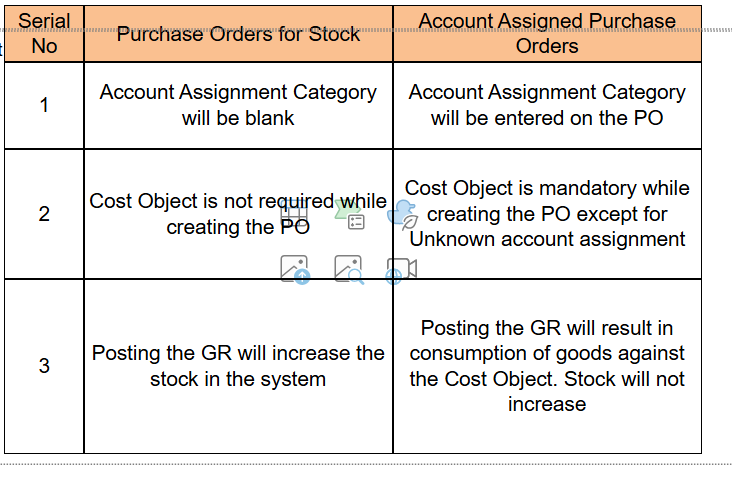 Serial
No
Purchase Orders for Stock
Account Assigned Purchase
Orders
1
Account Assignment Category
will be blank
Account Assignment Category
will be entered on the PO
2
Cost Object is not required while
creating the PO
Cost Object is mandatory while
creating the PO except for
Unknown account assignment
3
Posting the GR will increase the
stock in the system
Posting the GR will result in
consumption of goods against
the Cost Object. Stock will not
increase